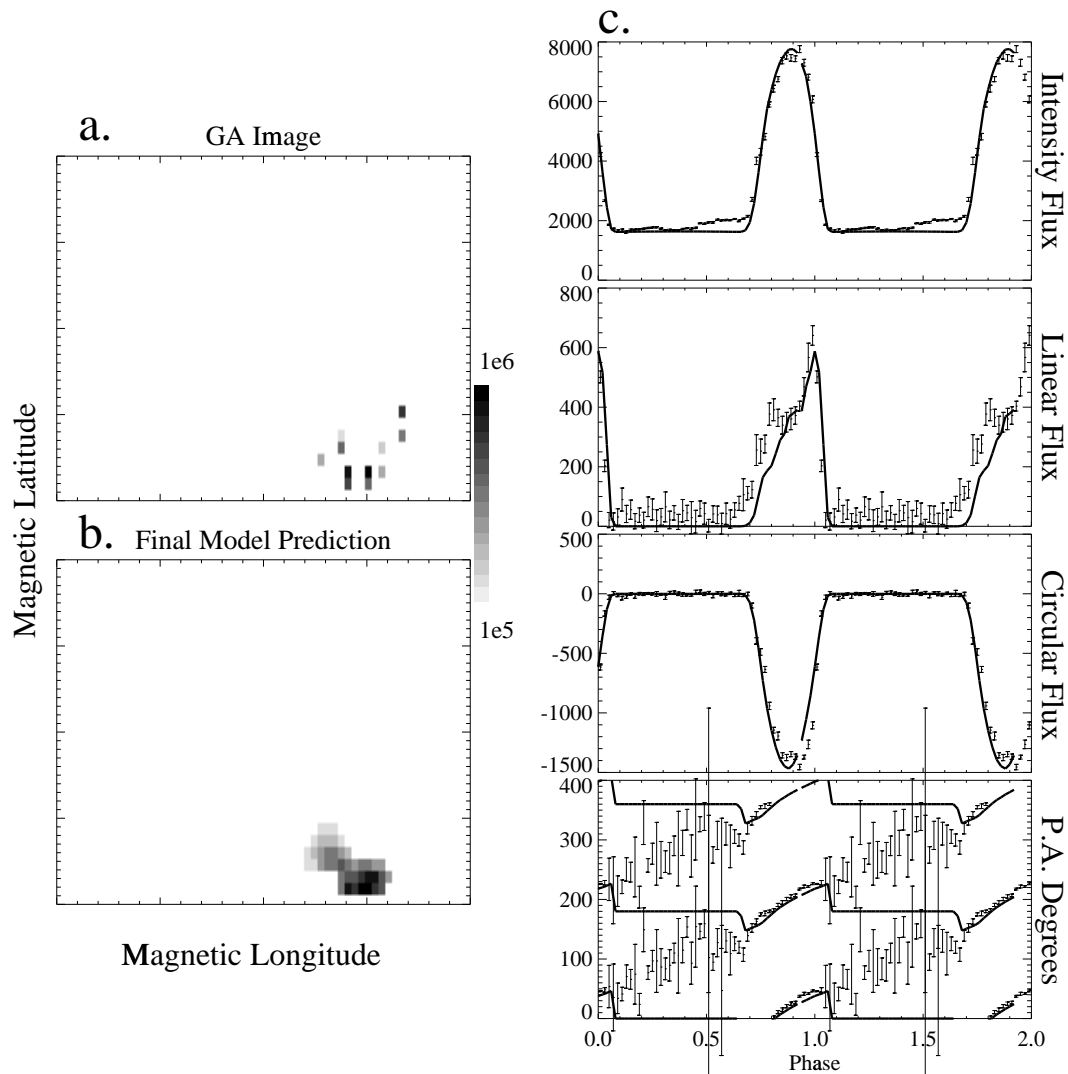 a.
GA Image
1e6
1e5
b. Final Model Prediction
Magnetic Latitude
Magnetic Longitude
c.
8000
6000
4000
2000
0
Intensity Flux
800
600
400
200
0
Linear Flux
500
0
-500
-1000
-1500
Circular Flux
400
300
200
100
0
P.A. Degrees
0.0 0.5 1.0 1.5 2.0
Phase